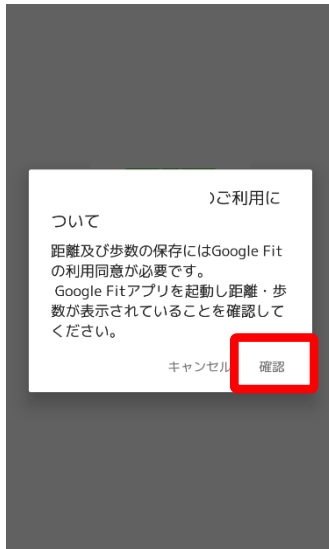 のご利用に
ついて
距離及び歩数の保存にはGoogle Fit
の利用同意が必要です。
Google Fitアプリを起動し距離・歩
数が表示されていることを確認して
ください。
キャンセル 確認